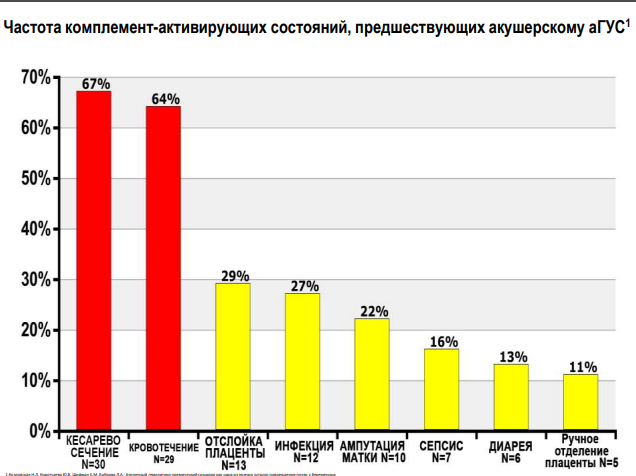 Частота комплемент-активирующих состояний, предшествующих акушерскому аГУС1
70%
60%
50%
40%
30%
20%
10%
0%
67%
64%
29%
27%
22%
16%
13%
11%
КЕСАРЕВО
СЕЧЕНИЕ
N=30
КРОВОТЕЧЕНИЕ
N=29
ОТСЛОЙКА
ПЛАЦЕНТЫ
N=13
ИНФЕКЦИЯ
N=12
АМПУТАЦИЯ
МАТКИ N=10
СЕПСИС
N=7
ДИАРЕЯ
N=6
Ручное
отделение
плаценты N=5